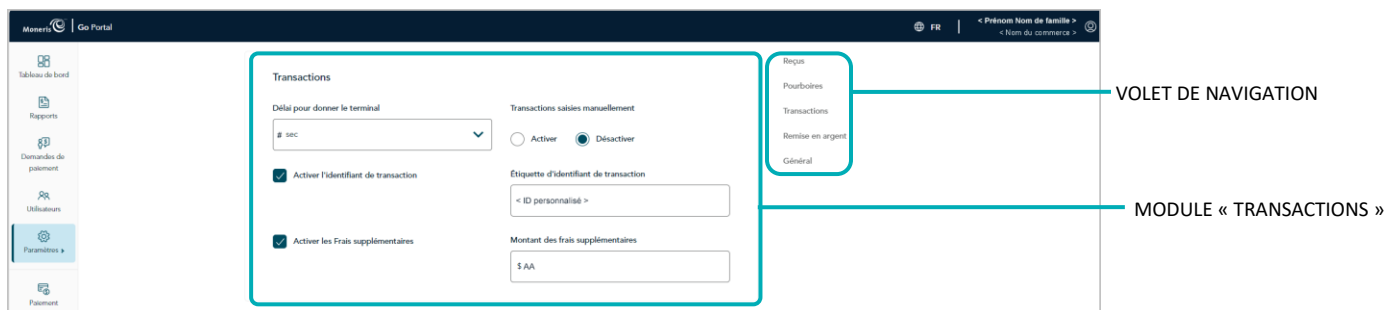 Moneris Go Portal
FR
< Prénom Nom de famille >
< Nom du commerce >
Tableau de bord
Rapports
Demandes de
paiement
Utilisateurs
Paramètres
Paiement
Transactions
Délai pour donner le terminal
# sec
Transactions saisies manuellement
Activer
Désactiver
Activer l'identifiant de transaction
Étiquette d'identifiant de transaction
< ID personnalisé >
Activer les Frais supplémentaires
Montant des frais supplémentaires
$ AA
Reçus
Pourboires
Transactions
Remise en argent
Général
VOLET DE NAVIGATION
MODULE « TRANSACTIONS »